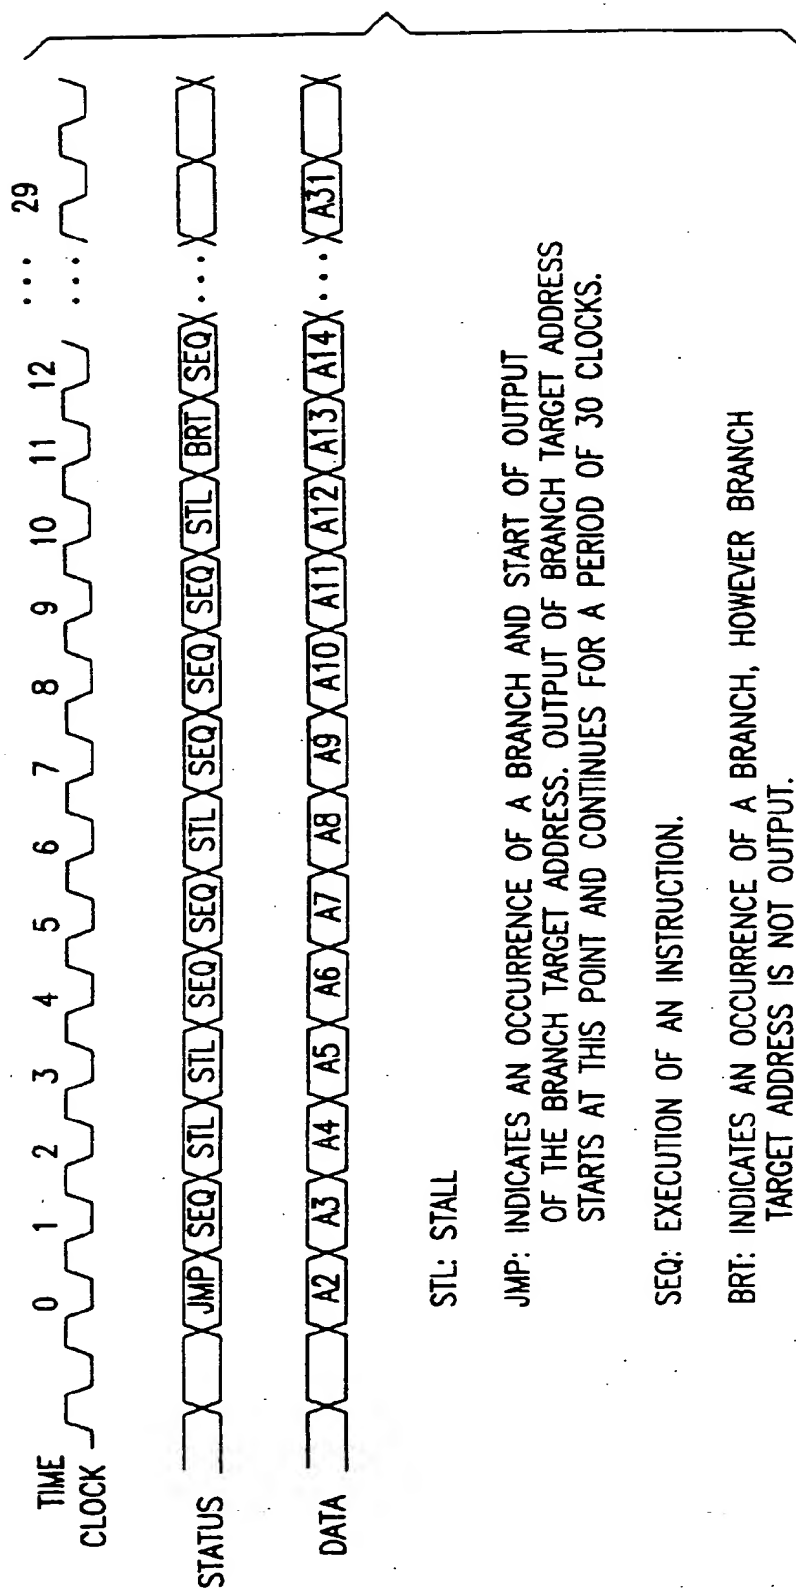 TIME 0 1 2 3 4 5 6 7 8 9 10 11 12 ... 29
CLOCK ...
STATUS JMP SEQ STL STL SEQ SEQ STL SEQ SEQ SEQ STL BRT SEQ ...
DATA A2 A3 A4 A5 A6 A7 A8 A9 A10 A11 A12 A13 A14 ... A31
STL: STALL
JMP: INDICATES AN OCCURRENCE OF A BRANCH AND START OF OUTPUT
OF THE BRANCH TARGET ADDRESS. OUTPUT OF BRANCH TARGET ADDRESS
STARTS AT THIS POINT AND CONTINUES FOR A PERIOD OF 30 CLOCKS.
SEQ: EXECUTION OF AN INSTRUCTION.
BRT: INDICATES AN OCCURRENCE OF A BRANCH, HOWEVER BRANCH
TARGET ADDRESS IS NOT OUTPUT.